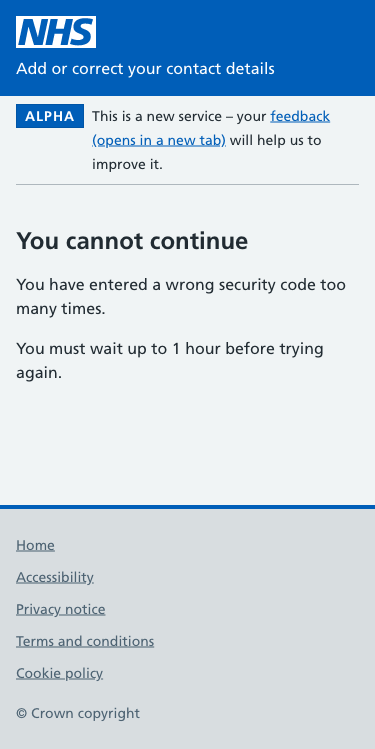 NHS
Add or correct your contact details
ALPHA This is a new service – your feedback
(opens in a new tab) will help us to
improve it.
You cannot continue
You have entered a wrong security code too
many times.
You must wait up to 1 hour before trying
again.
Home
Accessibility
Privacy notice
Terms and conditions
Cookie policy
© Crown copyright